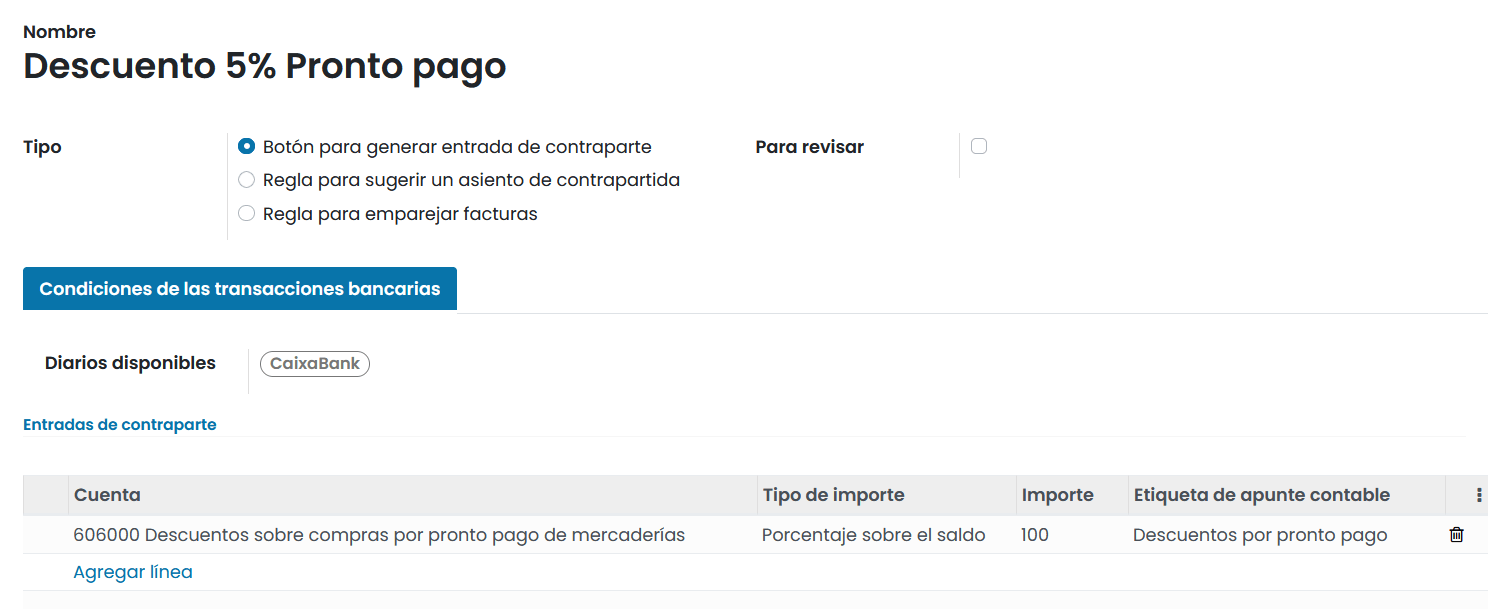 Nombre
Descuento 5% Pronto pago
Tipo
Botón para generar entrada de contraparte
Para revisar
Regla para sugerir un asiento de contrapartida
Regla para emparejar facturas
Condiciones de las transacciones bancarias
Diarios disponibles CaixaBank
Entradas de contraparte
Cuenta Tipo de importe Importe Etiqueta de apunte contable
606000 Descuentos sobre compras por pronto pago de mercaderías Porcentaje sobre el saldo 100 Descuentos por pronto pago
Agregar línea